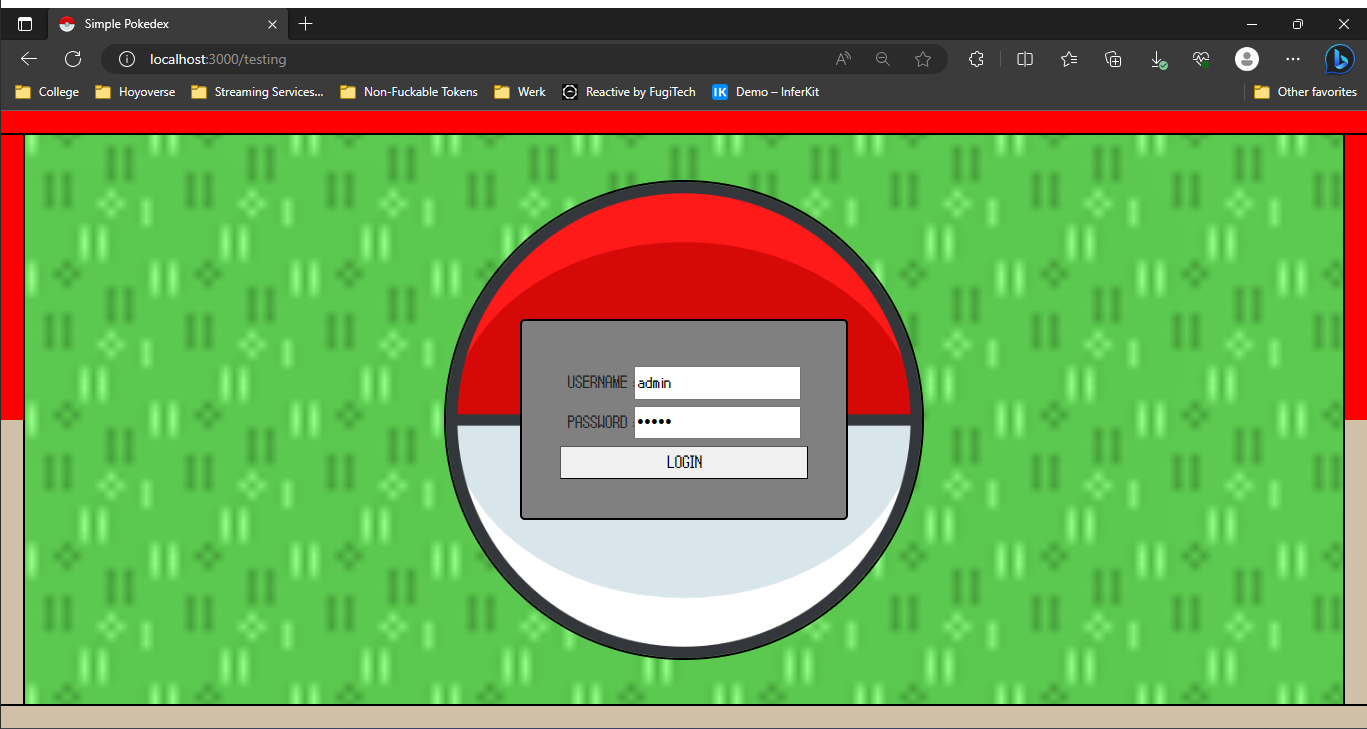 Simple Pokedex
localhost:3000/testing
College Hoyoverse Streaming Services... Non-Fuckable Tokens Werk Reactive by FugiTech IK Demo – InferKit Other favorites
USERNAME : admin
PASSWORD : •••••
LOGIN